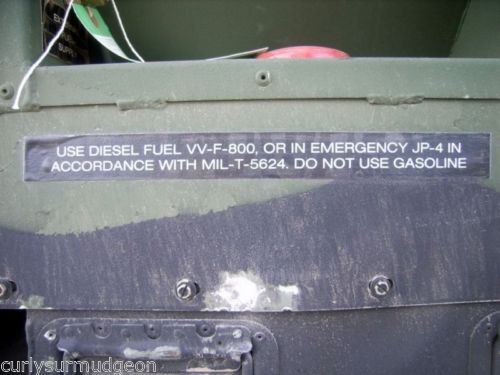 USE DIESEL FUEL VV-F-800, OR IN EMERGENCY JP-4 IN
ACCORDANCE WITH MIL-T-5624. DO NOT USE GASOLINE
curlysurmudgeon